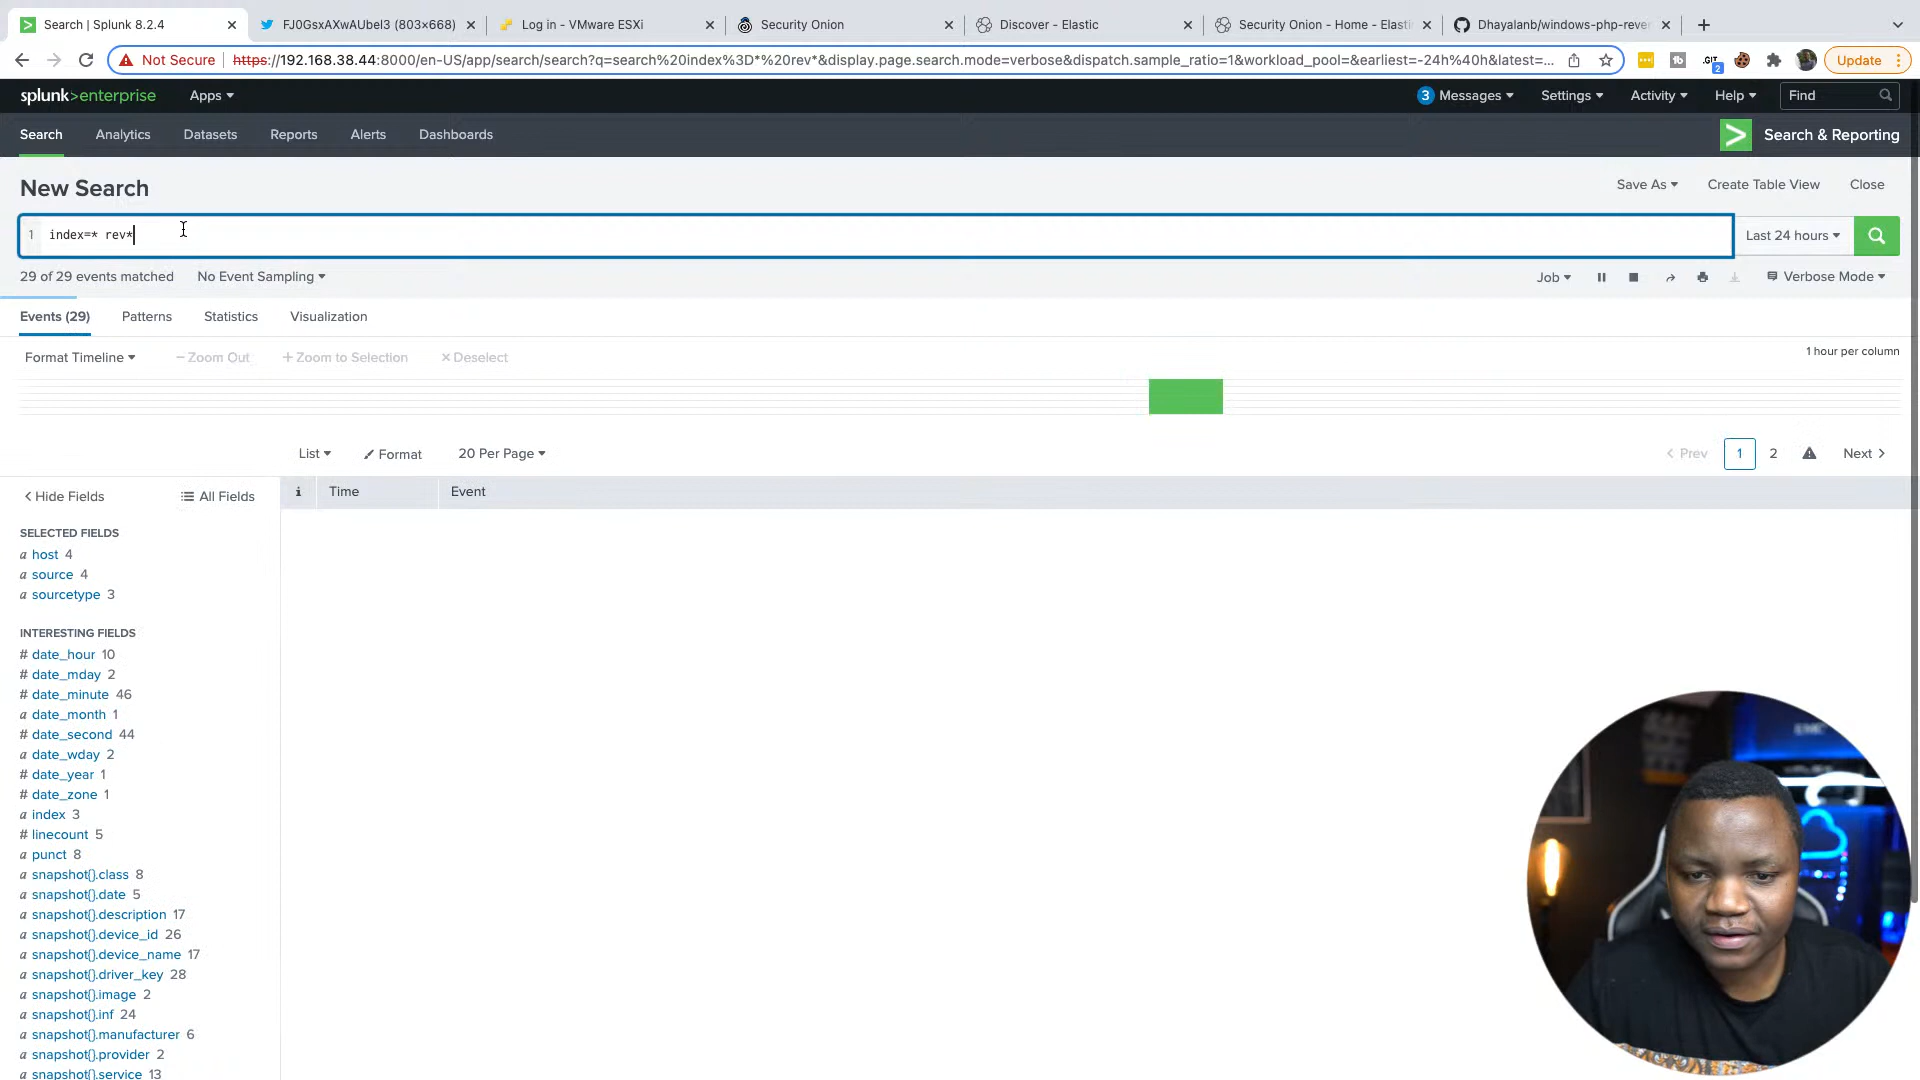 Search | Splunk 8.2.4
FJ0GsxAXwAUbel3 (803×668)
Log in - VMware ESXi
Security Onion
Discover - Elastic
Security Onion - Home - Elasti
Dhayalanb/windows-php-rever
Not Secure
https://192.168.38.44:8000/en-US/app/search/search?q=search%20index%3D*%20rev*&display.page.search.mode=verbose&dispatch.sample_ratio=1&workload_pool=&earliest=-24h%40h&latest=...
Update
splunk>enterprise
Apps
3 Messages
Settings
Activity
Help
Find
Search
Analytics
Datasets
Reports
Alerts
Dashboards
Search & Reporting
New Search
Save As
Create Table View
Close
1 index=* rev*
Last 24 hours
29 of 29 events matched
No Event Sampling
Job
Verbose Mode
Events (29)
Patterns
Statistics
Visualization
Format Timeline
− Zoom Out
+ Zoom to Selection
× Deselect
1 hour per column
List
Format
20 Per Page
< Prev
1
2
Next >
< Hide Fields
All Fields
i
Time
Event
SELECTED FIELDS
a host 4
a source 4
a sourcetype 3
INTERESTING FIELDS
# date_hour 10
# date_mday 2
# date_minute 46
a date_month 1
# date_second 44
a date_wday 2
# date_year 1
# date_zone 1
a index 3
# linecount 5
a punct 8
a snapshot{}.class 8
a snapshot{}.date 5
a snapshot{}.description 17
a snapshot{}.device_id 26
a snapshot{}.device_name 17
a snapshot{}.driver_key 28
a snapshot{}.image 2
a snapshot{}.inf 24
a snapshot{}.manufacturer 6
a snapshot{}.provider 2
a snapshot{}.service 13